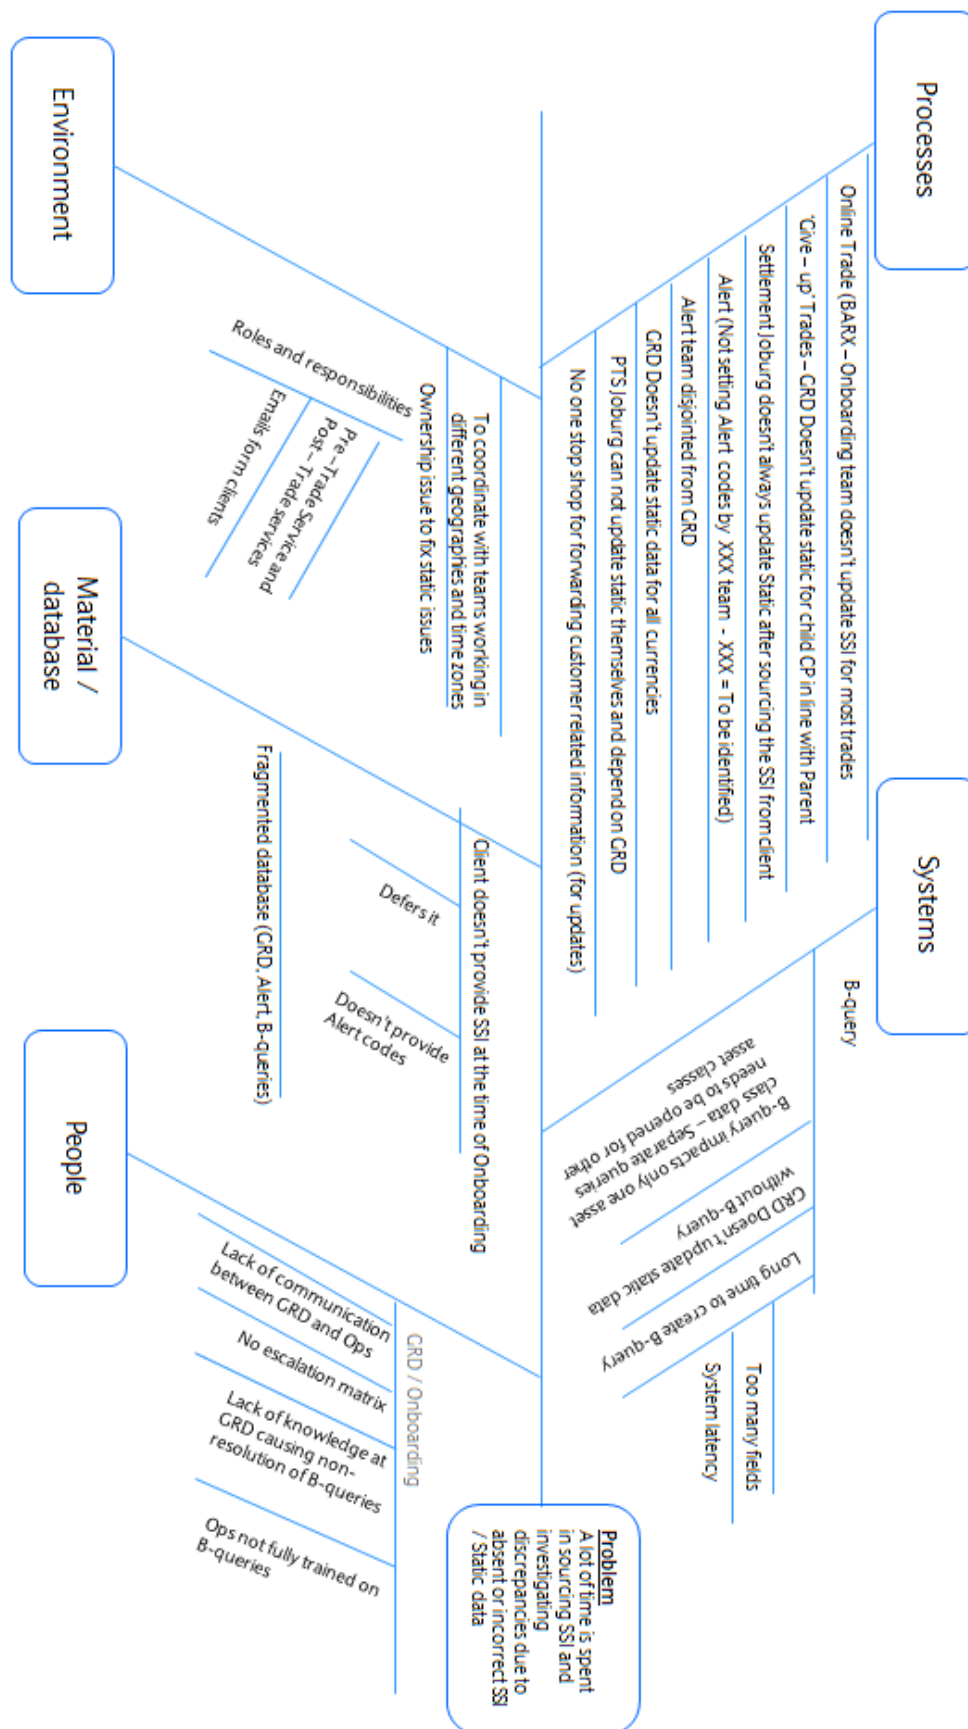 Processes
Online Trade (BARX – Onboarding team doesn't update SSI for most trades
'Give – up' Trades – GRD Doesn't update static for child CP in line with Parent
Settlement Joburg doesn't always update Static after sourcing the SSI from client
Alert (Not setting Alert codes by XXX team - XXX = To be identified)
Alert team disjointed from GRD
GRD Doesn't update static data for all currencies
PTS Joburg can not update static themselves and depend on GRD
No one stop shop for forwarding customer related information (for updates)
Systems
B-query
B-query impacts only one asset
class data – Separate queries
needs to be opened for other
asset classes
GRD Doesn't update static data
without B-query
Long time to create B-query
Too many fields
System latency
Problem
A lot of time is spent
in sourcing SSI and
investigating
discrepancies due to
absent or incorrect SSI
/ Static data
Environment
To coordinate with teams working in
different geographies and time zones
Ownership issue to fix static issues
Roles and responsibilities
Pre – Trade Service and
Post – Trade services
Emails form clients
Material /
database
Client doesn't provide SSI at the time of Onboarding
Defers it
Doesn't provide
Alert codes
Fragmented database (GRD, Alert, B-queries)
People
GRD / Onboarding
Lack of communication
between GRD and Ops
No escalation matrix
Lack of knowledge at
GRD causing non-
resolution of B-queries
Ops not fully trained on
B-queries